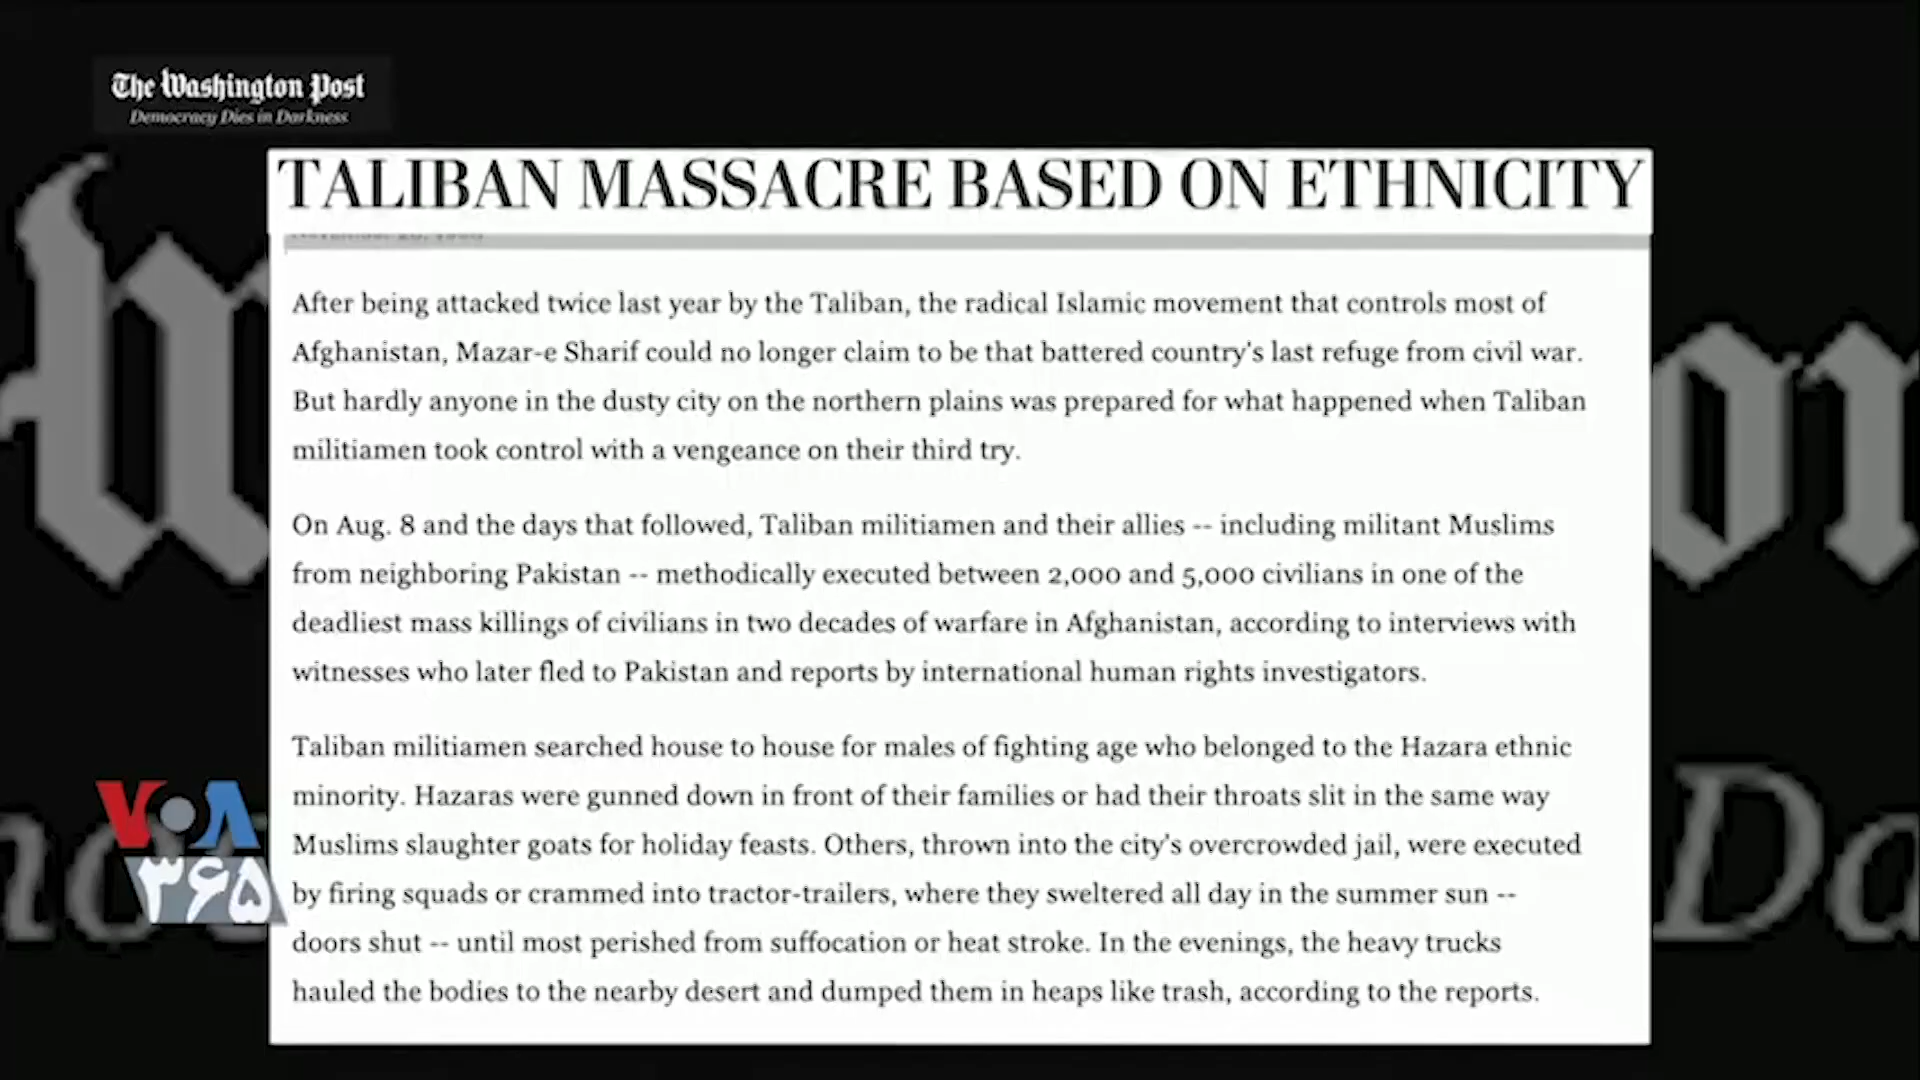 The Washington Post
Democracy Dies in Darkness
TALIBAN MASSACRE BASED ON ETHNICITY
After being attacked twice last year by the Taliban, the radical Islamic movement that controls most of
Afghanistan, Mazar-e Sharif could no longer claim to be that battered country's last refuge from civil war.
But hardly anyone in the dusty city on the northern plains was prepared for what happened when Taliban
militiamen took control with a vengeance on their third try.
On Aug. 8 and the days that followed, Taliban militiamen and their allies -- including militant Muslims
from neighboring Pakistan -- methodically executed between 2,000 and 5,000 civilians in one of the
deadliest mass killings of civilians in two decades of warfare in Afghanistan, according to interviews with
witnesses who later fled to Pakistan and reports by international human rights investigators.
Taliban militiamen searched house to house for males of fighting age who belonged to the Hazara ethnic
minority. Hazaras were gunned down in front of their families or had their throats slit in the same way
Muslims slaughter goats for holiday feasts. Others, thrown into the city's overcrowded jail, were executed
by firing squads or crammed into tractor-trailers, where they sweltered all day in the summer sun --
doors shut -- until most perished from suffocation or heat stroke. In the evenings, the heavy trucks
hauled the bodies to the nearby desert and dumped them in heaps like trash, according to the reports.
VOA
۳۶۵